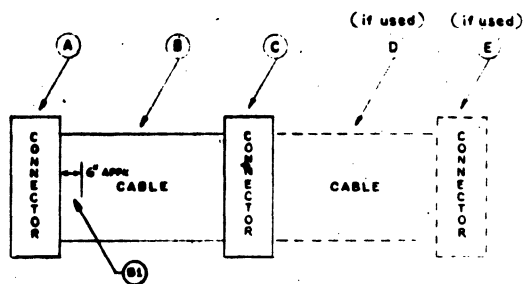 (if used) (if used)
A B C D E
CONNECTOR
6" APPX
CABLE
CONNECTOR
CABLE
CONNECTOR
B1